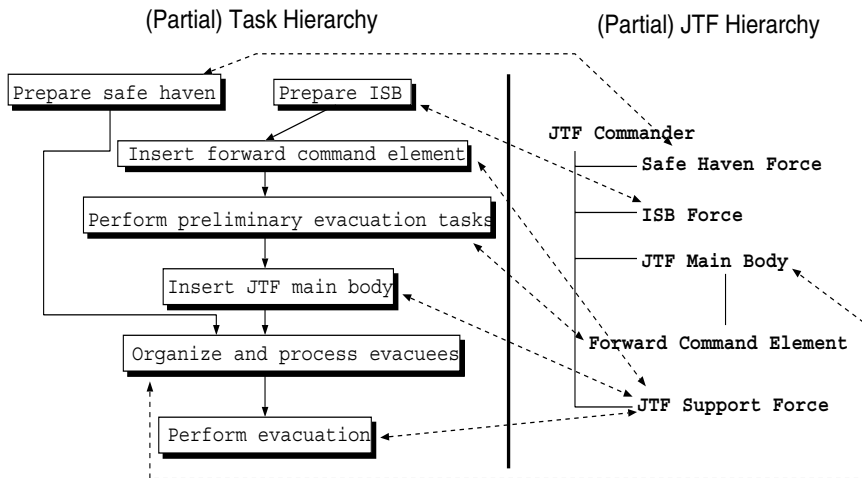 (Partial) Task Hierarchy
(Partial) JTF Hierarchy
Prepare safe haven
Prepare ISB
Insert forward command element
Perform preliminary evacuation tasks
Insert JTF main body
Organize and process evacuees
Perform evacuation
JTF Commander
Safe Haven Force
ISB Force
JTF Main Body
Forward Command Element
JTF Support Force